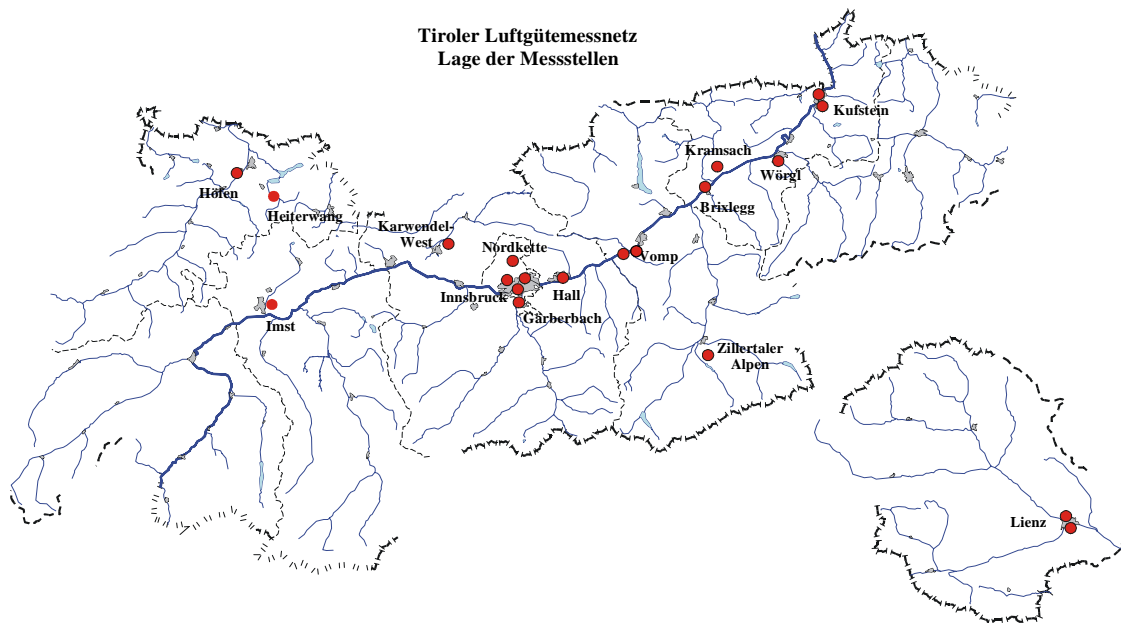 Tiroler Luftgütemessnetz
Lage der Messstellen
Kufstein
Kramsach
Wörgl
Höfen
Brixlegg
Heiterwang
Karwendel-
West
Nordkette
Vomp
Innsbruck
Hall
Gärberbach
Imst
Zillertaler
Alpen
Lienz